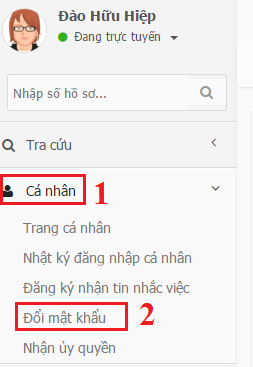 Đào Hữu Hiệp
Đang trực tuyến
Nhập số hồ sơ...
Tra cứu
Cá nhân 1
Trang cá nhân
Nhật ký đăng nhập cá nhân
Đăng ký nhận tin nhắc việc
Đổi mật khẩu 2
Nhận ủy quyền